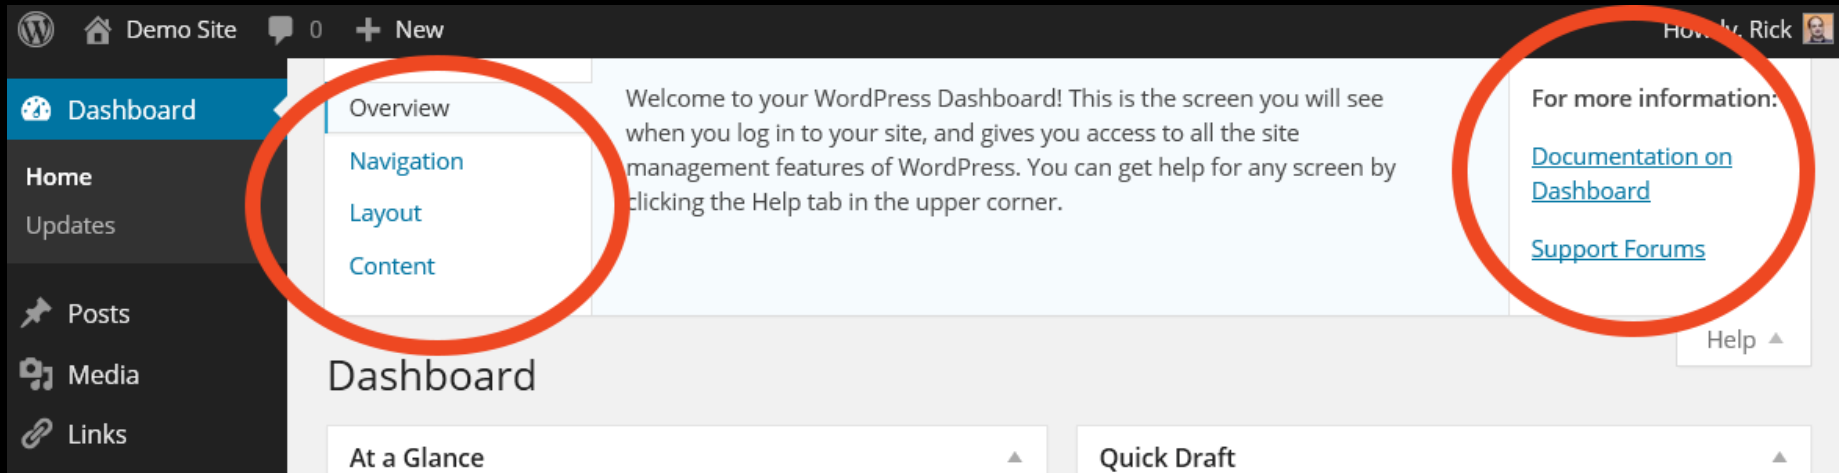 Demo Site
0
New
Howdy, Rick
Dashboard
Home
Updates
Posts
Media
Links
Overview
Navigation
Layout
Content
Welcome to your WordPress Dashboard! This is the screen you will see
when you log in to your site, and gives you access to all the site
management features of WordPress. You can get help for any screen by
clicking the Help tab in the upper corner.
For more information:
Documentation on
Dashboard
Support Forums
Help
Dashboard
At a Glance
Quick Draft